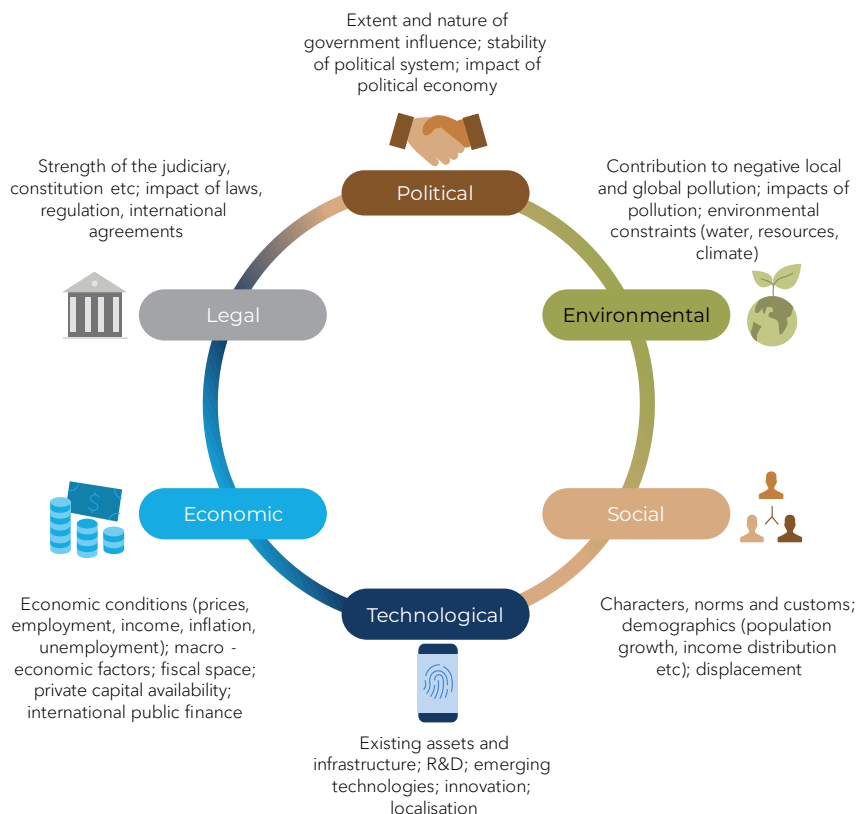 Extent and nature of
government influence; stability
of political system; impact of
political economy
Political
Strength of the judiciary,
constitution etc; impact of laws,
regulation, international
agreements
Legal
Contribution to negative local
and global pollution; impacts of
pollution; environmental
constraints (water, resources,
climate)
Environmental
$
Economic
Economic conditions (prices,
employment, income, inflation,
unemployment); macro -
economic factors; fiscal space;
private capital availability;
international public finance
Social
Characters, norms and customs;
demographics (population
growth, income distribution
etc); displacement
Technological
Existing assets and
infrastructure; R&D; emerging
technologies; innovation;
localisation